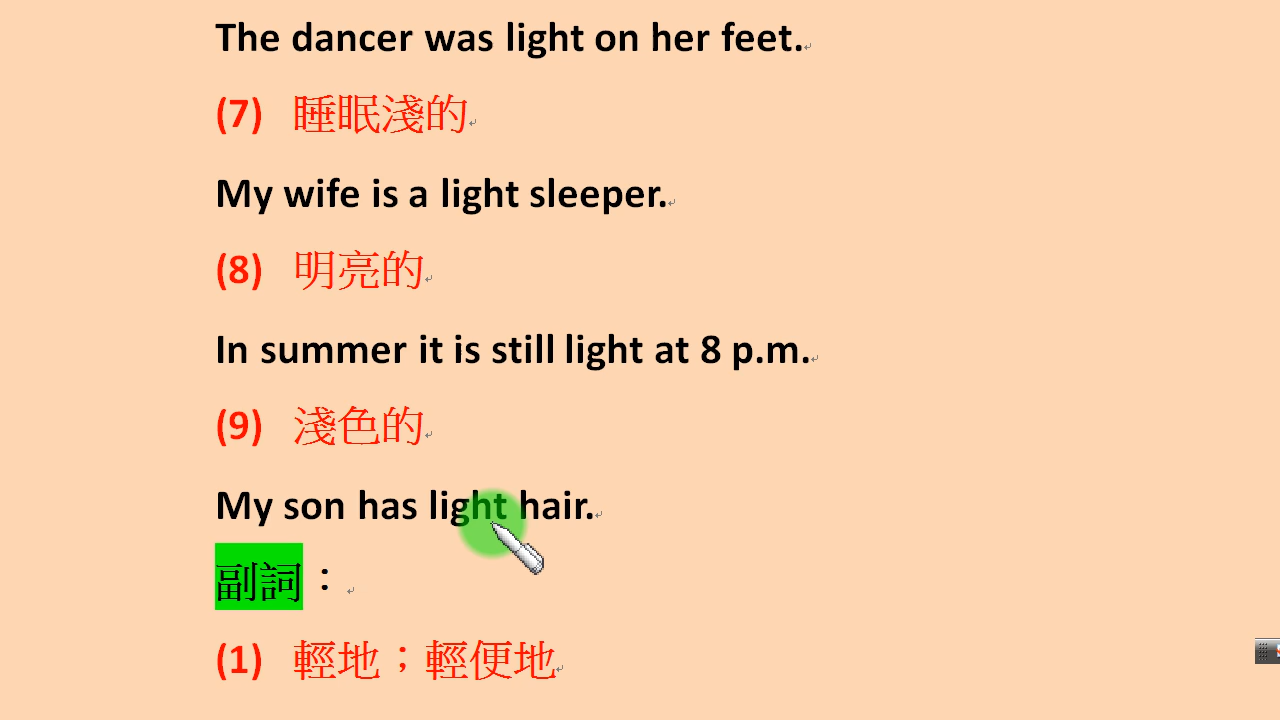 The dancer was light on her feet.
(7) 睡眠淺的
My wife is a light sleeper.
(8) 明亮的
In summer it is still light at 8 p.m.
(9) 淺色的
My son has light hair.
副詞：
(1) 輕地；輕便地